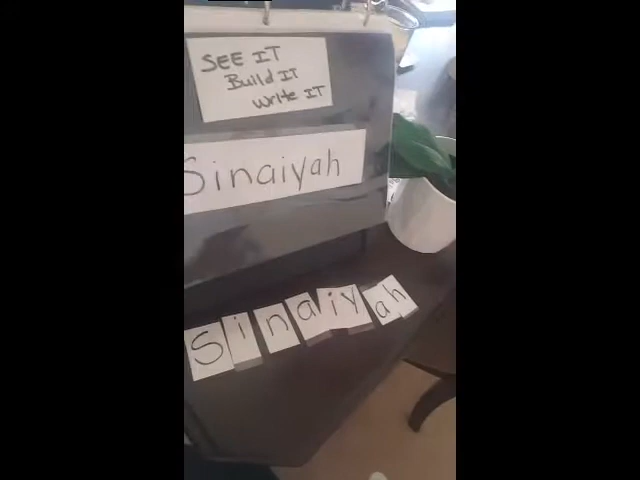 SEE IT
Build IT
Write IT
Sinaiyah
Sinaiyah